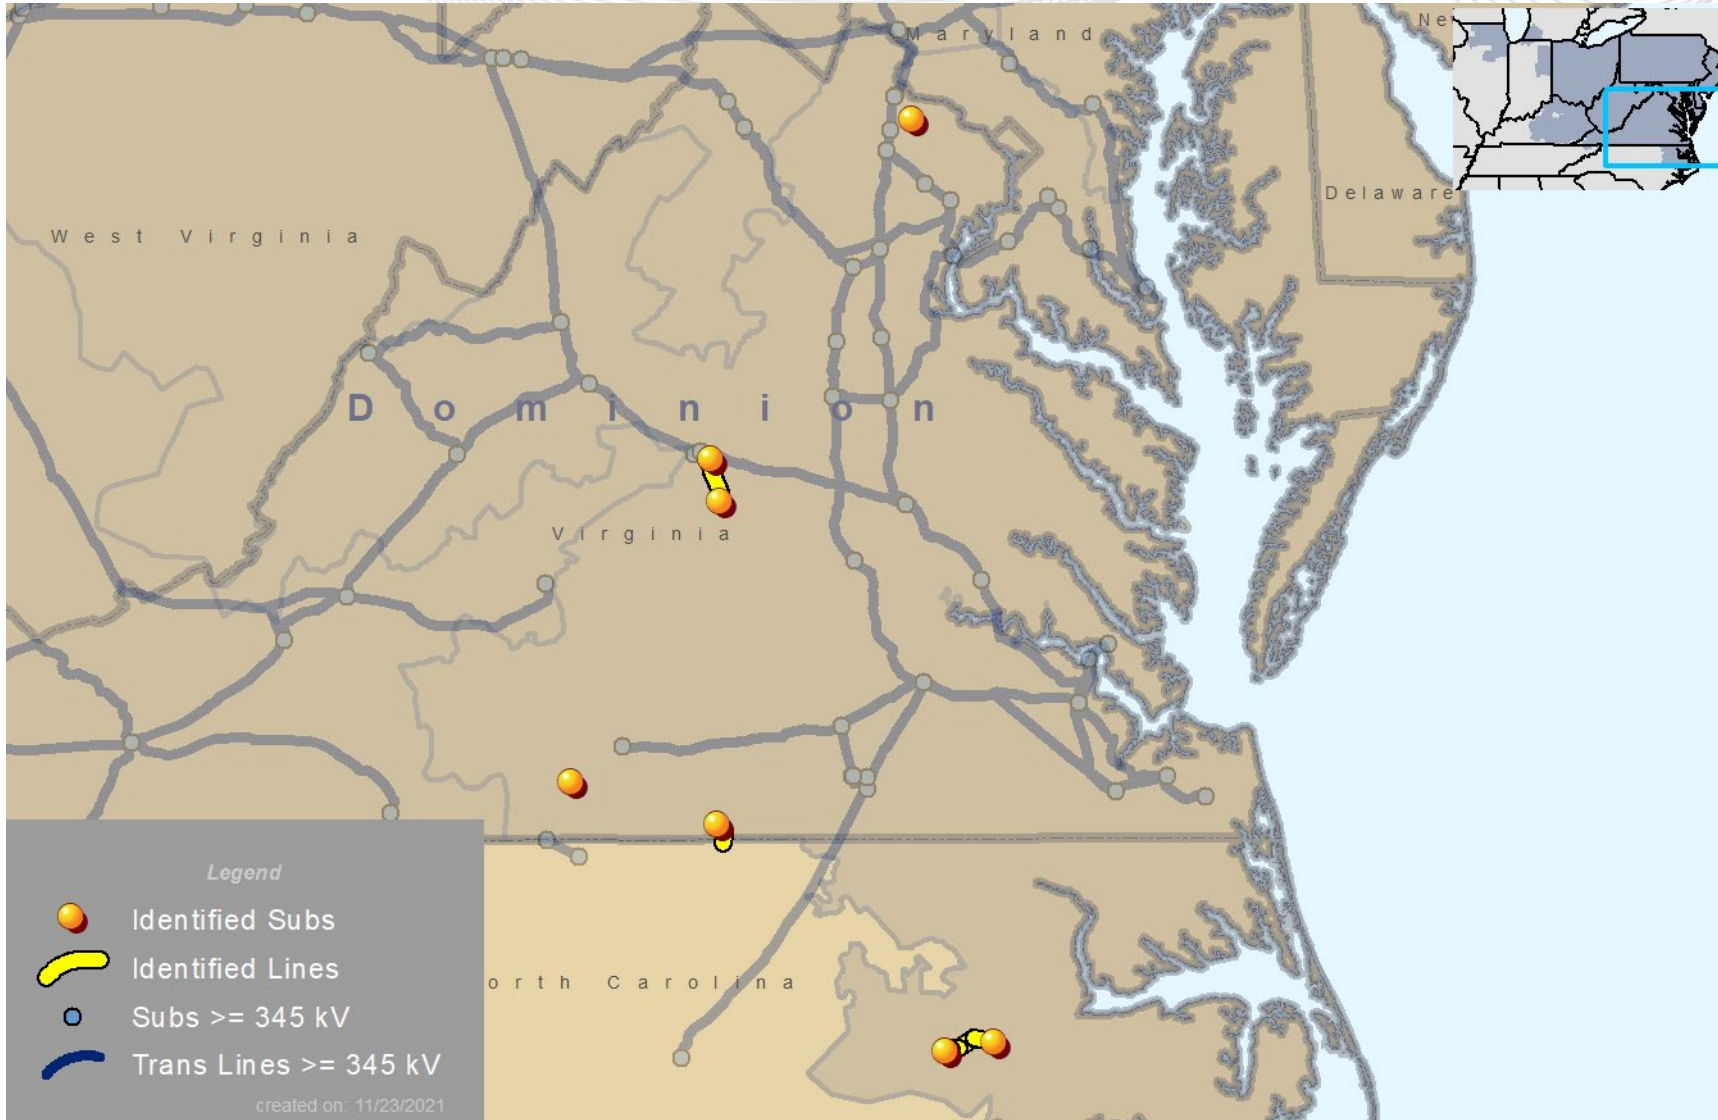 Maryland
Ne
Delaware
West Virginia
Dominion
Virginia
orth Carolina
Legend
Identified Subs
Identified Lines
Subs >= 345 kV
Trans Lines >= 345 kV
created on: 11/23/2021